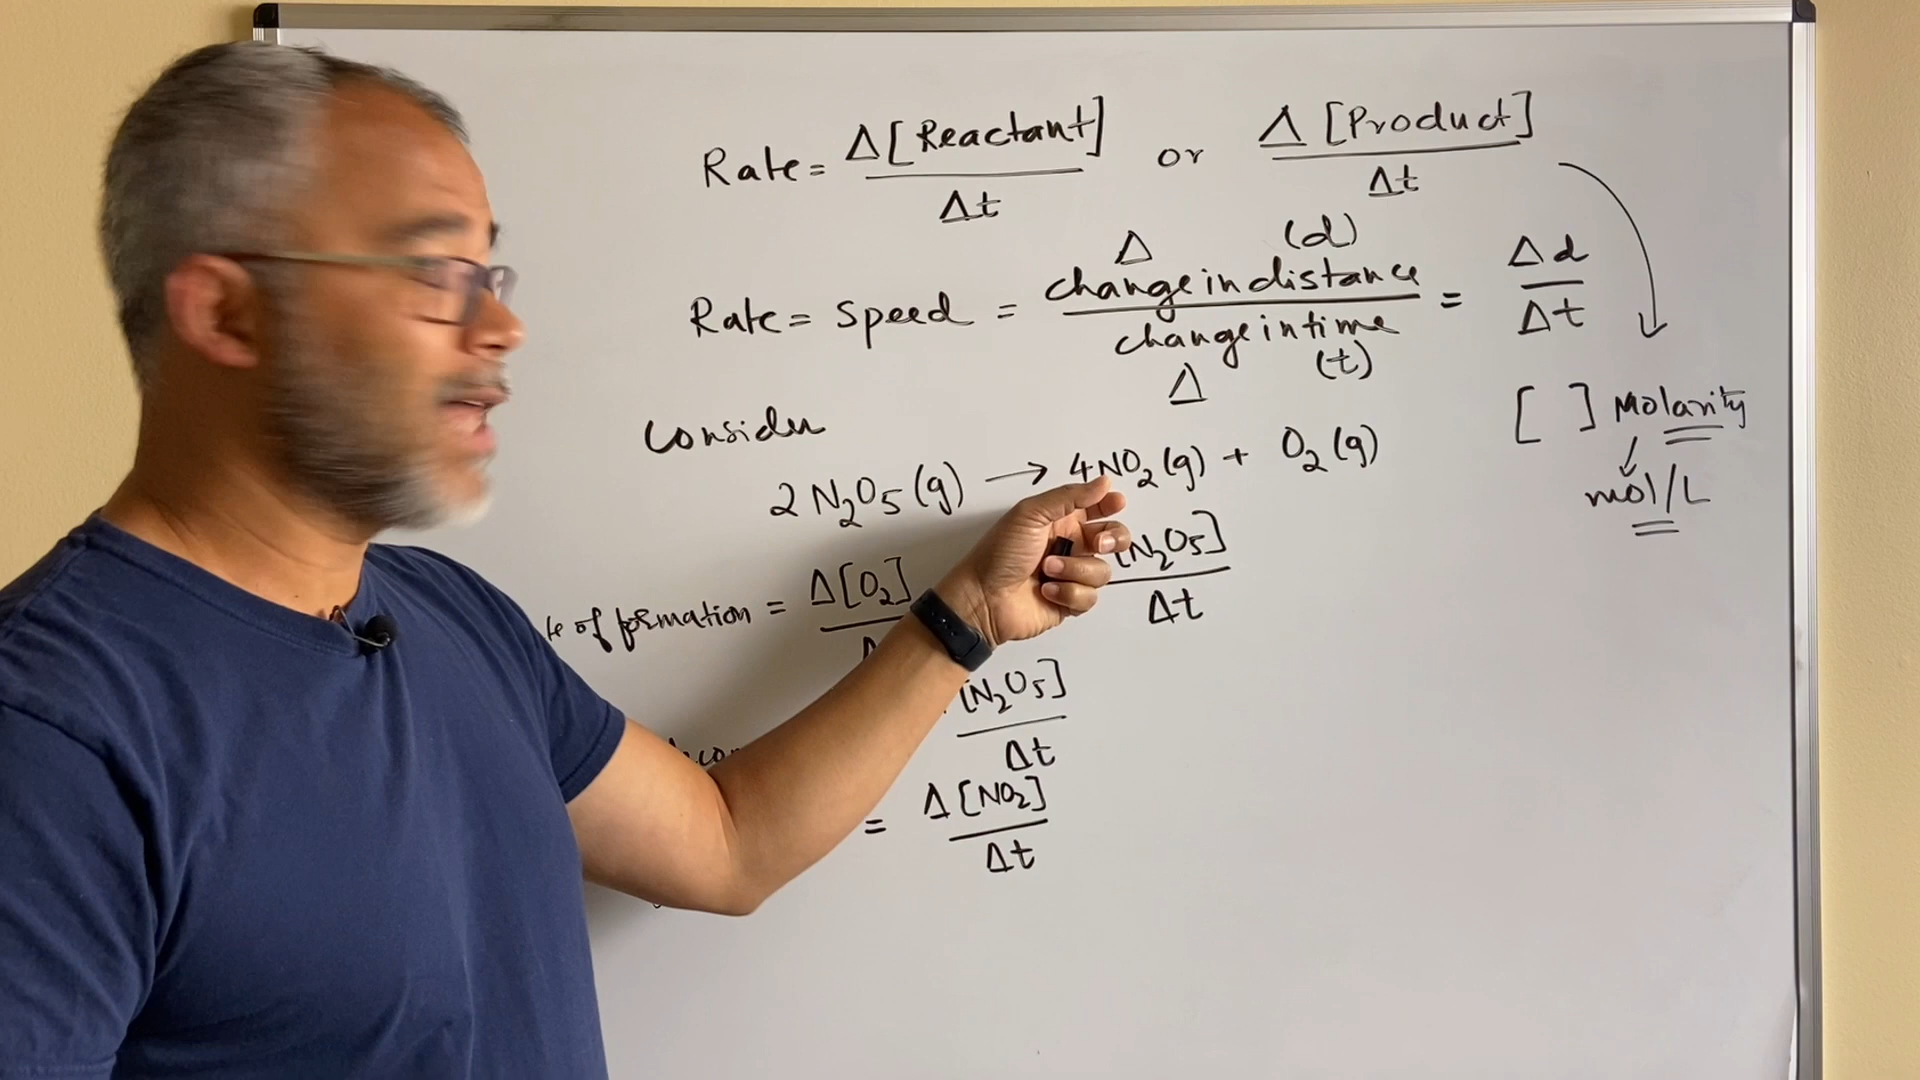 Rate = Δ[Reactant] / Δt or Δ[Product] / Δt
Δ (d)
Rate = Speed = change in distance / change in time = Δd / Δt
Δ (t)
[ ] Molarity
mol/L
Consider
2 N₂O₅ (g) → 4NO₂ (g) + O₂ (g)
of formation = Δ[O₂]
[N₂O₅] / Δt
[N₂O₅] / Δt
= Δ[NO₂] / Δt